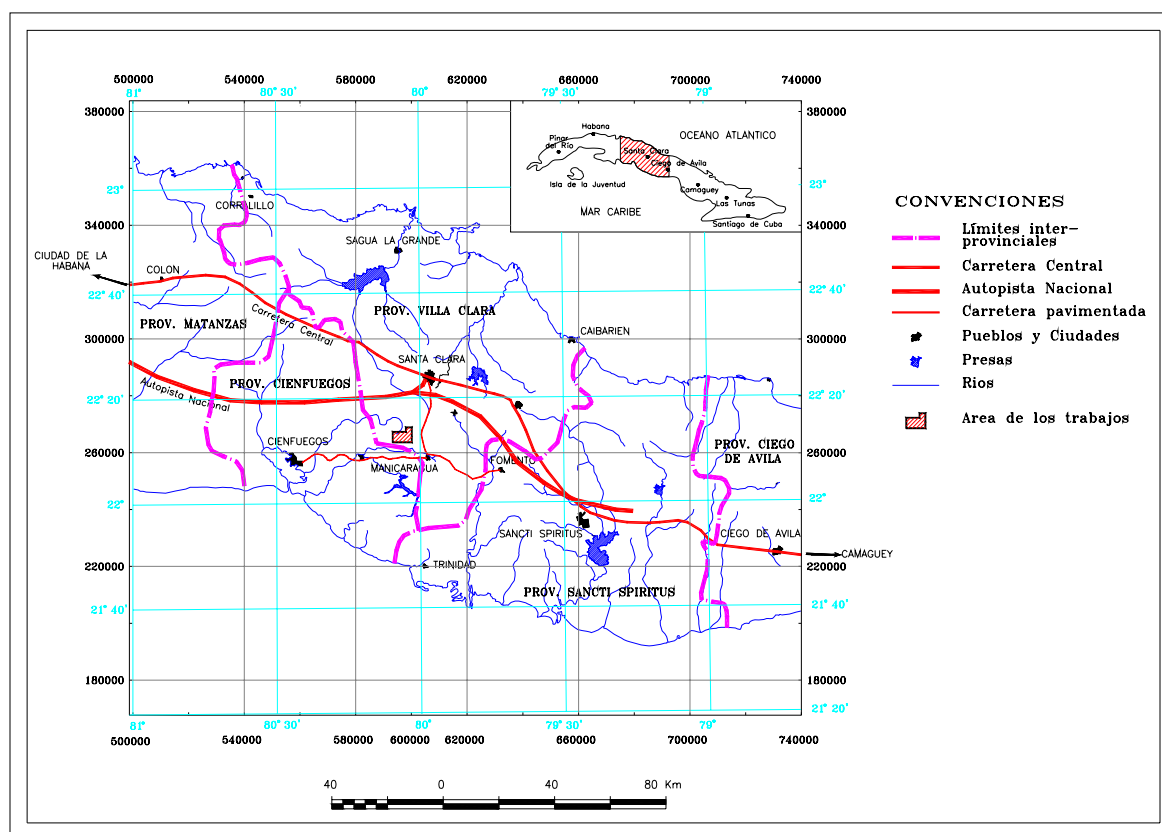 500000 540000 580000 620000 660000 700000 740000
81° 80° 30' 80° 79° 30' 79°
380000 380000
OCEANO ATLANTICO
Habana
Pinar del Río
Santa Clara
Ciego de Avila
Isla de la Juventud
Camaguey
Las Tunas
MAR CARIBE
Santiago de Cuba
23° 23°
CORRALILLO
340000 340000
SAGUA LA GRANDE
CIUDAD DE LA HABANA
COLON
22° 40' 22° 40'
PROV. MATANZAS
Carretera Central
PROV. VILLA CLARA
CAIBARIEN
300000 300000
SANTA CLARA
PROV. CIENFUEGOS
Autopista Nacional
22° 20' 22° 20'
CIENFUEGOS
PROV. CIEGO DE AVILA
260000 260000
MANICARAGUA
FOMENTO
22° 22°
SANCTI SPIRITUS
CIEGO DE AVILA
CAMAGUEY
TRINIDAD
220000 220000
PROV. SANCTI SPIRITUS
21° 40' 21° 40'
180000 180000
21° 20'
81° 80° 30' 80° 79° 30' 79°
500000 540000 580000 600000 620000 660000 700000 740000
40 0 40 80 Km
CONVENCIONES
Límites inter-
provinciales
Carretera Central
Autopista Nacional
Carretera pavimentada
Pueblos y Ciudades
Presas
Rios
Area de los trabajos